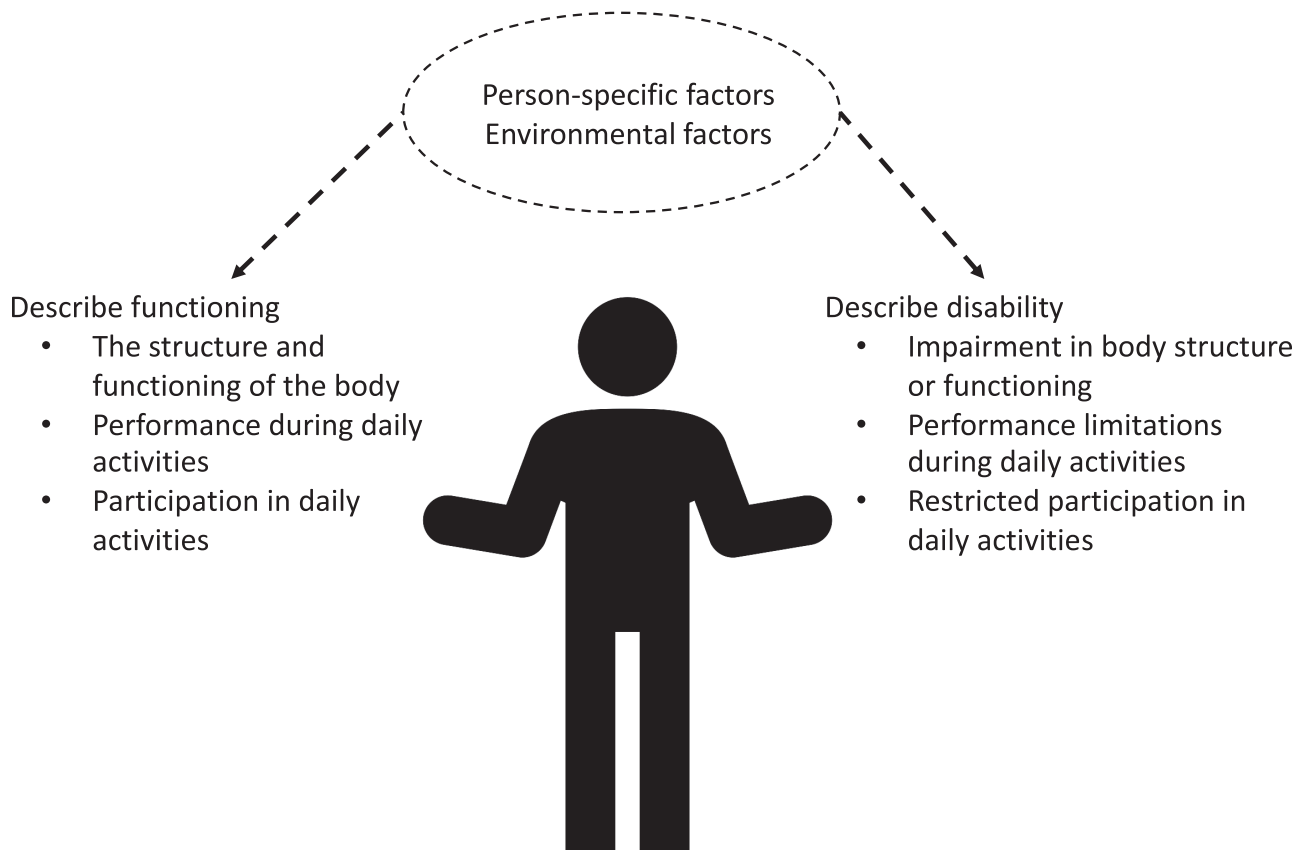 Person-specific factors
Environmental factors
Describe functioning
• The structure and
functioning of the body
• Performance during daily
activities
• Participation in daily
activities
Describe disability
• Impairment in body structure
or functioning
• Performance limitations
during daily activities
• Restricted participation in
daily activities